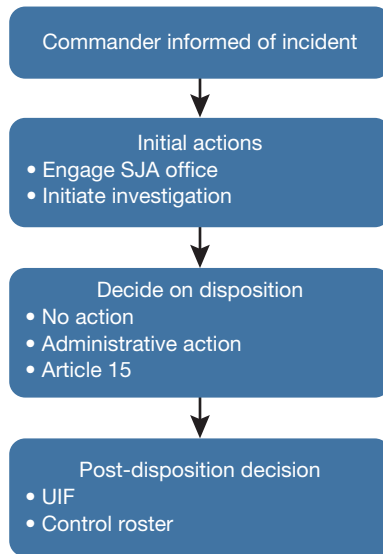 Commander informed of incident
Initial actions
• Engage SJA office
• Initiate investigation
Decide on disposition
• No action
• Administrative action
• Article 15
Post-disposition decision
• UIF
• Control roster